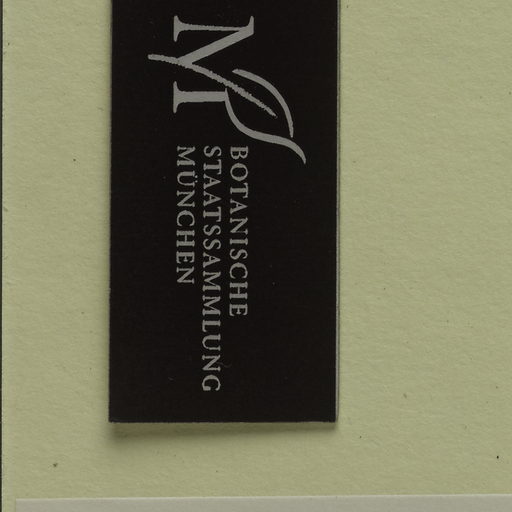 M
BOTANISCHE
STAATSSAMMLUNG
MÜNCHEN